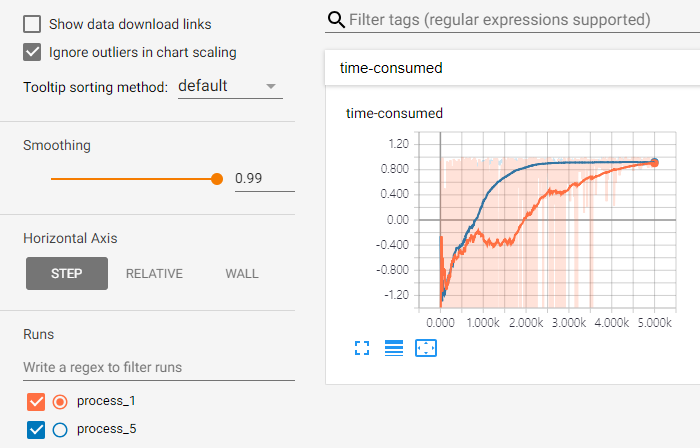 Show data download links
Ignore outliers in chart scaling
Tooltip sorting method: default
Smoothing
0.99
Horizontal Axis
STEP RELATIVE WALL
Runs
Write a regex to filter runs
process_1
process_5
Filter tags (regular expressions supported)
time-consumed
time-consumed
1.20
0.800
0.400
0.00
-0.400
-0.800
-1.20
0.000 1.000k 2.000k 3.000k 4.000k 5.000k